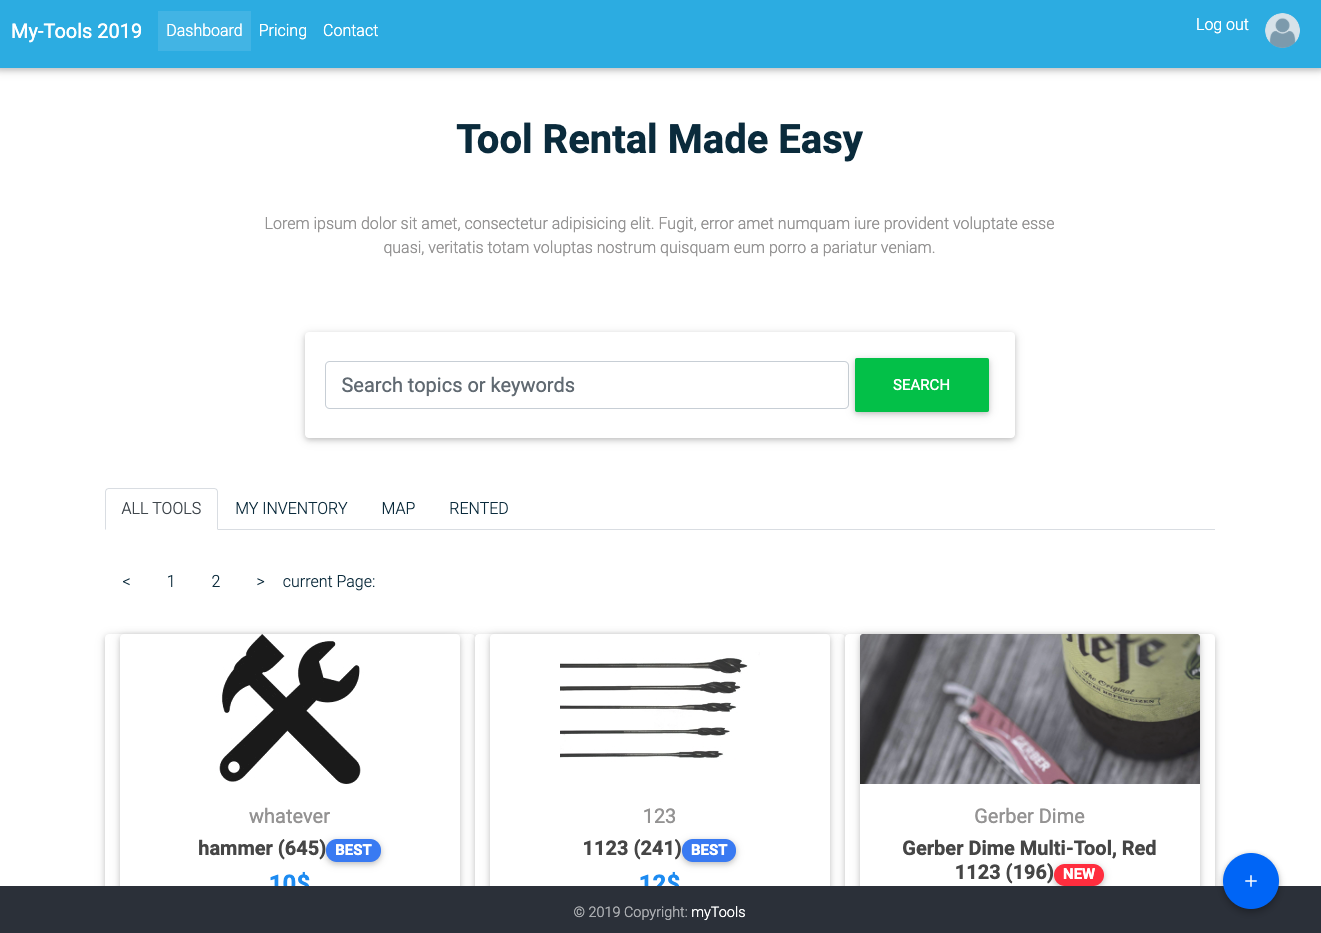 My-Tools 2019 Dashboard Pricing Contact Log out
Tool Rental Made Easy
Lorem ipsum dolor sit amet, consectetur adipisicing elit. Fugit, error amet numquam iure provident voluptate esse
quasi, veritatis totam voluptas nostrum quisquam eum porro a pariatur veniam.
Search topics or keywords SEARCH
ALL TOOLS MY INVENTORY MAP RENTED
< 1 2 > current Page:
The Original
GERBER
whatever
hammer (645) BEST
10$
123
1123 (241) BEST
12$
Gerber Dime
Gerber Dime Multi-Tool, Red
1123 (196) NEW
+
© 2019 Copyright: myTools